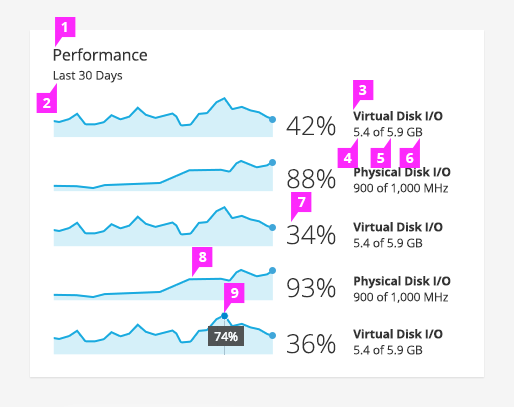 1
Performance
Last 30 Days
2
3
42%
Virtual Disk I/O
5.4 of 5.9 GB
4
5
6
88%
Physical Disk I/O
900 of 1,000 MHz
7
34%
Virtual Disk I/O
5.4 of 5.9 GB
8
93%
Physical Disk I/O
900 of 1,000 MHz
9
74%
36%
Virtual Disk I/O
5.4 of 5.9 GB